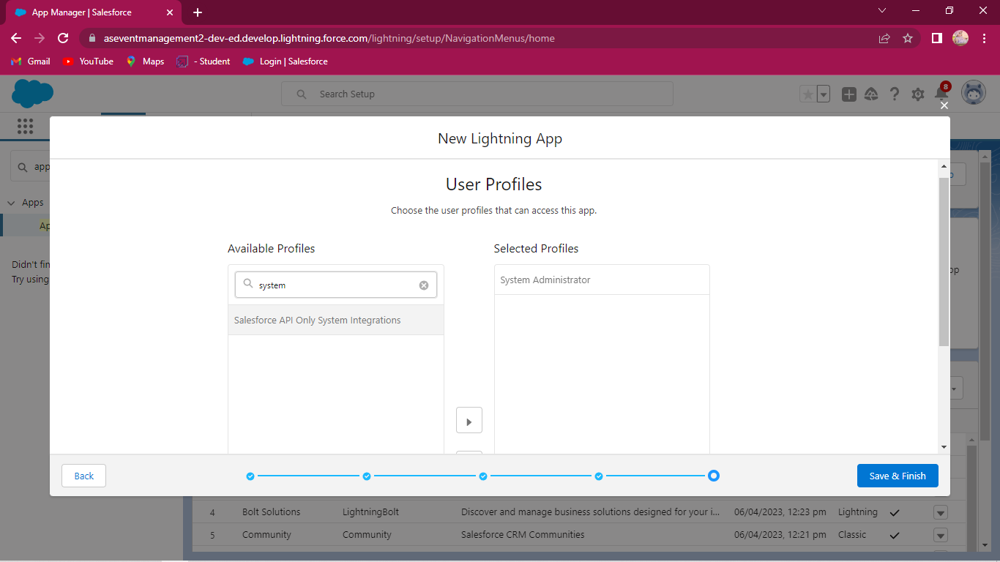 App Manager | Salesforce
aseventmanagement2-dev-ed.develop.lightning.force.com/lightning/setup/NavigationMenus/home
Gmail YouTube Maps - Student Login | Salesforce
Search Setup
8
New Lightning App
app
Apps
Ap
Didn't fin
Try using
op
User Profiles
Choose the user profiles that can access this app.
Available Profiles
Selected Profiles
system
System Administrator
Salesforce API Only System Integrations
Back
Save & Finish
4 Bolt Solutions LightningBolt Discover and manage business solutions designed for your i... 06/04/2023, 12:23 pm Lightning
5 Community Community Salesforce CRM Communities 06/04/2023, 12:21 pm Classic